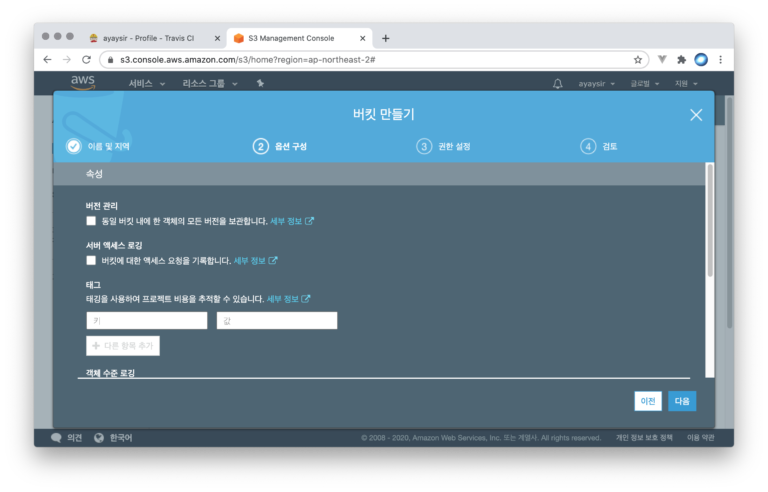 ayaysir - Profile - Travis CI
S3 Management Console
s3.console.aws.amazon.com/s3/home?region=ap-northeast-2#
aws 서비스 리소스 그룹 ayaysir 글로벌 지원
버킷 만들기
이름 및 지역 2 옵션 구성 3 권한 설정 4 검토
속성
버전 관리
동일 버킷 내에 한 객체의 모든 버전을 보관합니다. 세부 정보
서버 액세스 로깅
버킷에 대한 액세스 요청을 기록합니다. 세부 정보
태그
태깅을 사용하여 프로젝트 비용을 추적할 수 있습니다. 세부 정보
키 값
+ 다른 항목 추가
객체 수준 로깅
이전 다음
의견 한국어 © 2008 - 2020, Amazon Web Services, Inc. 또는 계열사. All rights reserved. 개인 정보 보호 정책 이용 약관